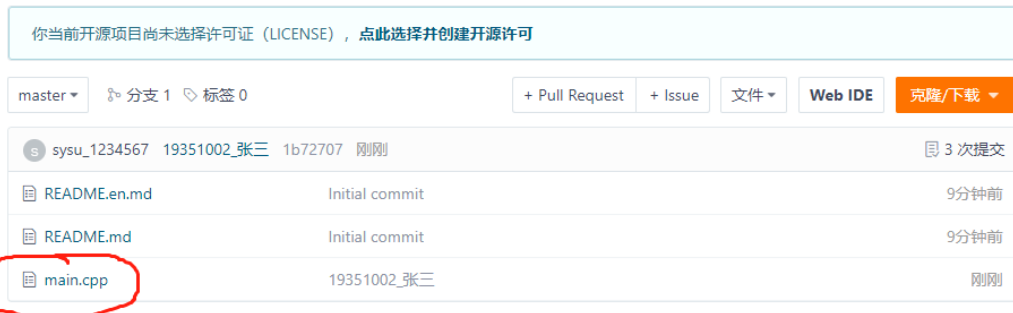 你当前开源项目尚未选择许可证（LICENSE），点此选择并创建开源许可
master 分支 1 标签 0 + Pull Request + Issue 文件 Web IDE 克隆/下载
S sysu_1234567 19351002_张三 1b72707 刚刚 3 次提交
README.en.md Initial commit 9分钟前
README.md Initial commit 9分钟前
main.cpp 19351002_张三 刚刚